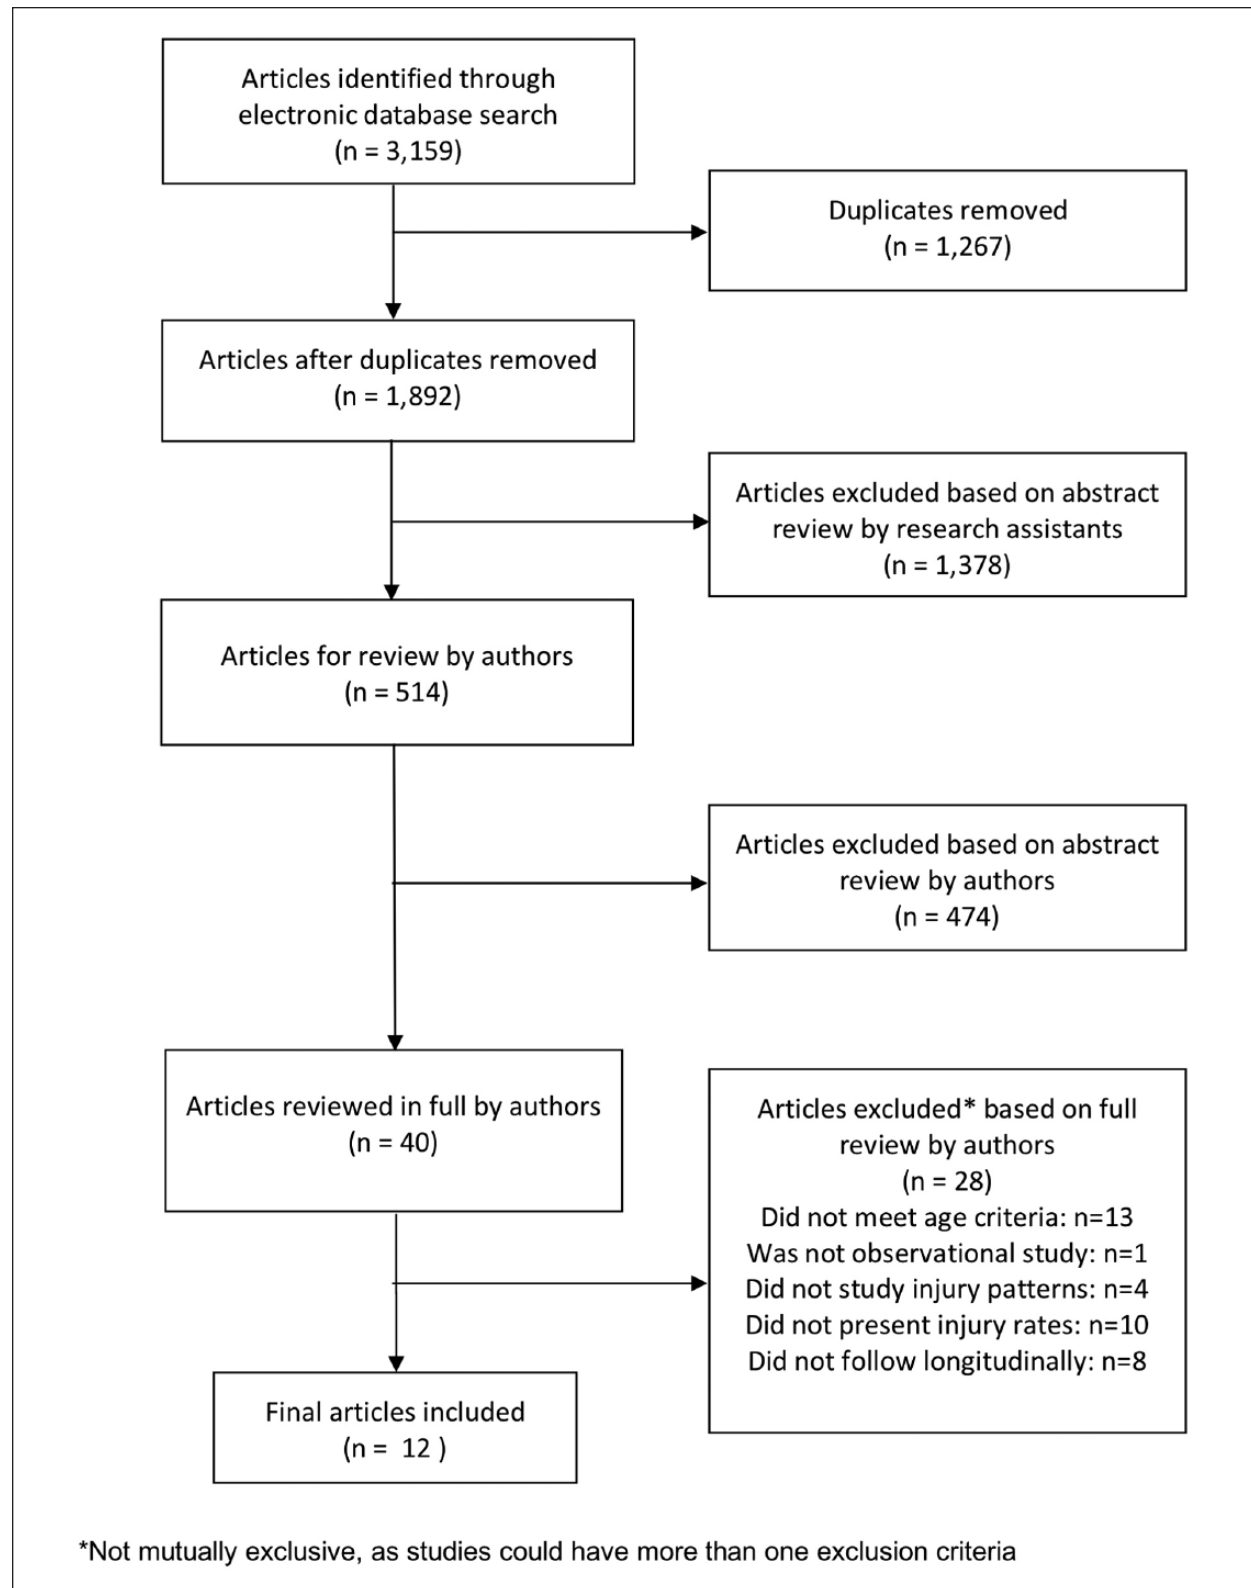 Articles identified through
electronic database search
(n = 3,159)
Duplicates removed
(n = 1,267)
Articles after duplicates removed
(n = 1,892)
Articles excluded based on abstract
review by research assistants
(n = 1,378)
Articles for review by authors
(n = 514)
Articles excluded based on abstract
review by authors
(n = 474)
Articles reviewed in full by authors
(n = 40)
Articles excluded* based on full
review by authors
(n = 28)
Did not meet age criteria: n=13
Was not observational study: n=1
Did not study injury patterns: n=4
Did not present injury rates: n=10
Did not follow longitudinally: n=8
Final articles included
(n =  12 )
*Not mutually exclusive, as studies could have more than one exclusion criteria